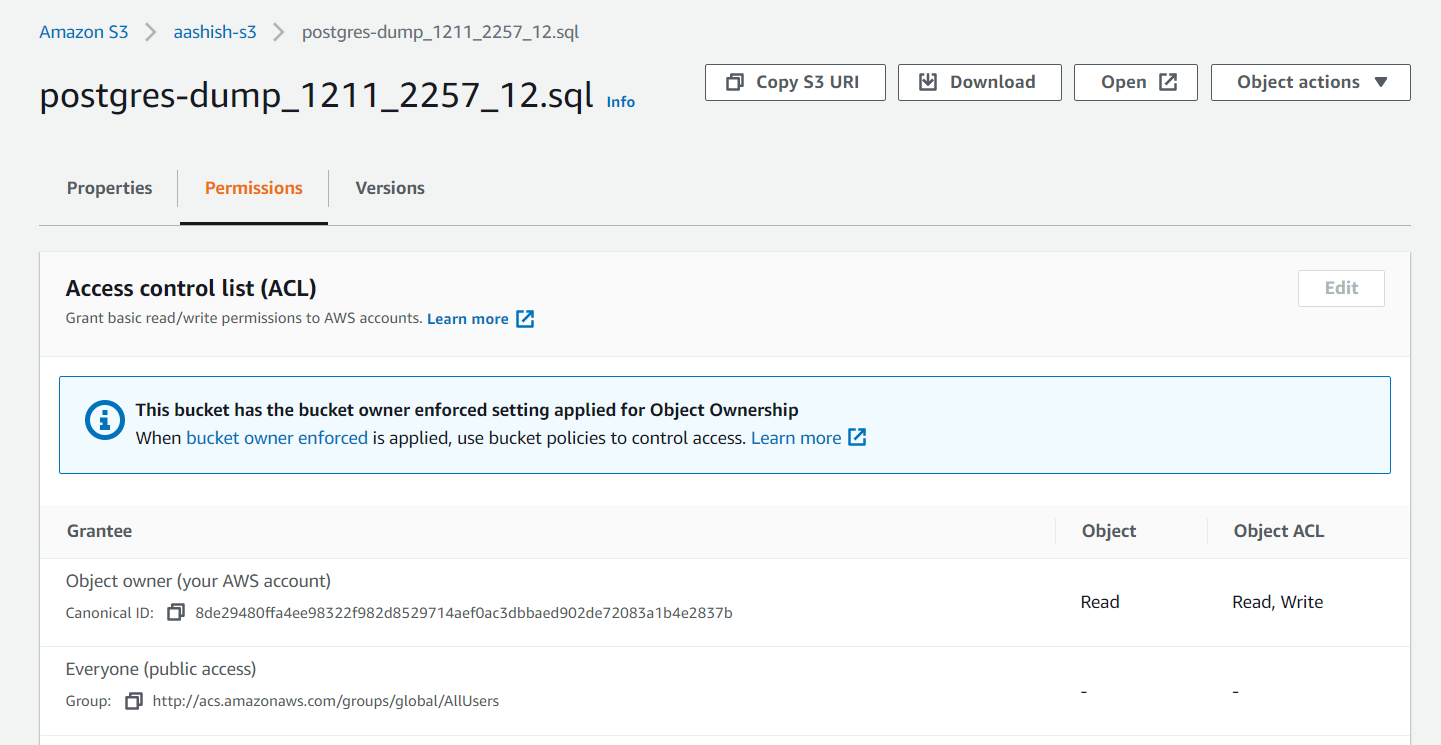 Amazon S3 > aashish-s3 > postgres-dump_1211_2257_12.sql
postgres-dump_1211_2257_12.sql Info
Copy S3 URI Download Open Object actions
Properties Permissions Versions
Access control list (ACL)
Edit
Grant basic read/write permissions to AWS accounts. Learn more
This bucket has the bucket owner enforced setting applied for Object Ownership
When bucket owner enforced is applied, use bucket policies to control access. Learn more
Grantee Object Object ACL
Object owner (your AWS account)
Canonical ID: 8de29480ffa4ee98322f982d8529714aef0ac3dbbaed902de72083a1b4e2837b
Read Read, Write
Everyone (public access)
Group: http://acs.amazonaws.com/groups/global/AllUsers
- -